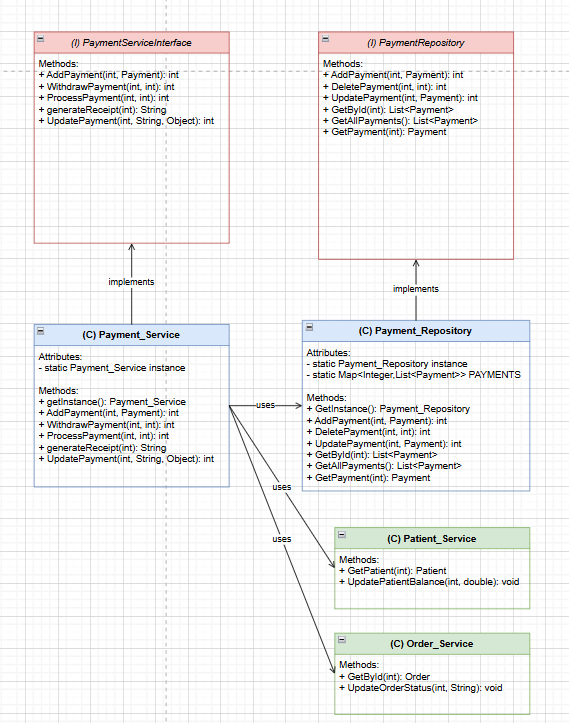 (I) PaymentServiceInterface
Methods:
+ AddPayment(int, Payment): int
+ WithdrawPayment(int, int): int
+ ProcessPayment(int, int): int
+ generateReceipt(int): String
+ UpdatePayment(int, String, Object): int
(I) PaymentRepository
Methods:
+ AddPayment(int, Payment): int
+ DeletePayment(int, int): int
+ UpdatePayment(int, Payment): int
+ GetById(int): List<Payment>
+ GetAllPayments(): List<Payment>
+ GetPayment(int): Payment
implements
implements
(C) Payment_Service
Attributes:
- static Payment_Service instance
Methods:
+ getInstance(): Payment_Service
+ AddPayment(int, Payment): int
+ WithdrawPayment(int, int): int
+ ProcessPayment(int, int): int
+ generateReceipt(int): String
+ UpdatePayment(int, String, Object): int
uses
(C) Payment_Repository
Attributes:
- static Payment_Repository instance
- static Map<Integer,List<Payment>> PAYMENTS
Methods:
+ GetInstance(): Payment_Repository
+ AddPayment(int, Payment): int
+ DeletePayment(int, int): int
+ UpdatePayment(int, Payment): int
+ GetById(int): List<Payment>
+ GetAllPayments(): List<Payment>
+ GetPayment(int): Payment
uses
uses
(C) Patient_Service
Methods:
+ GetPatient(int): Patient
+ UpdatePatientBalance(int, double): void
(C) Order_Service
Methods:
+ GetById(int): Order
+ UpdateOrderStatus(int, String): void